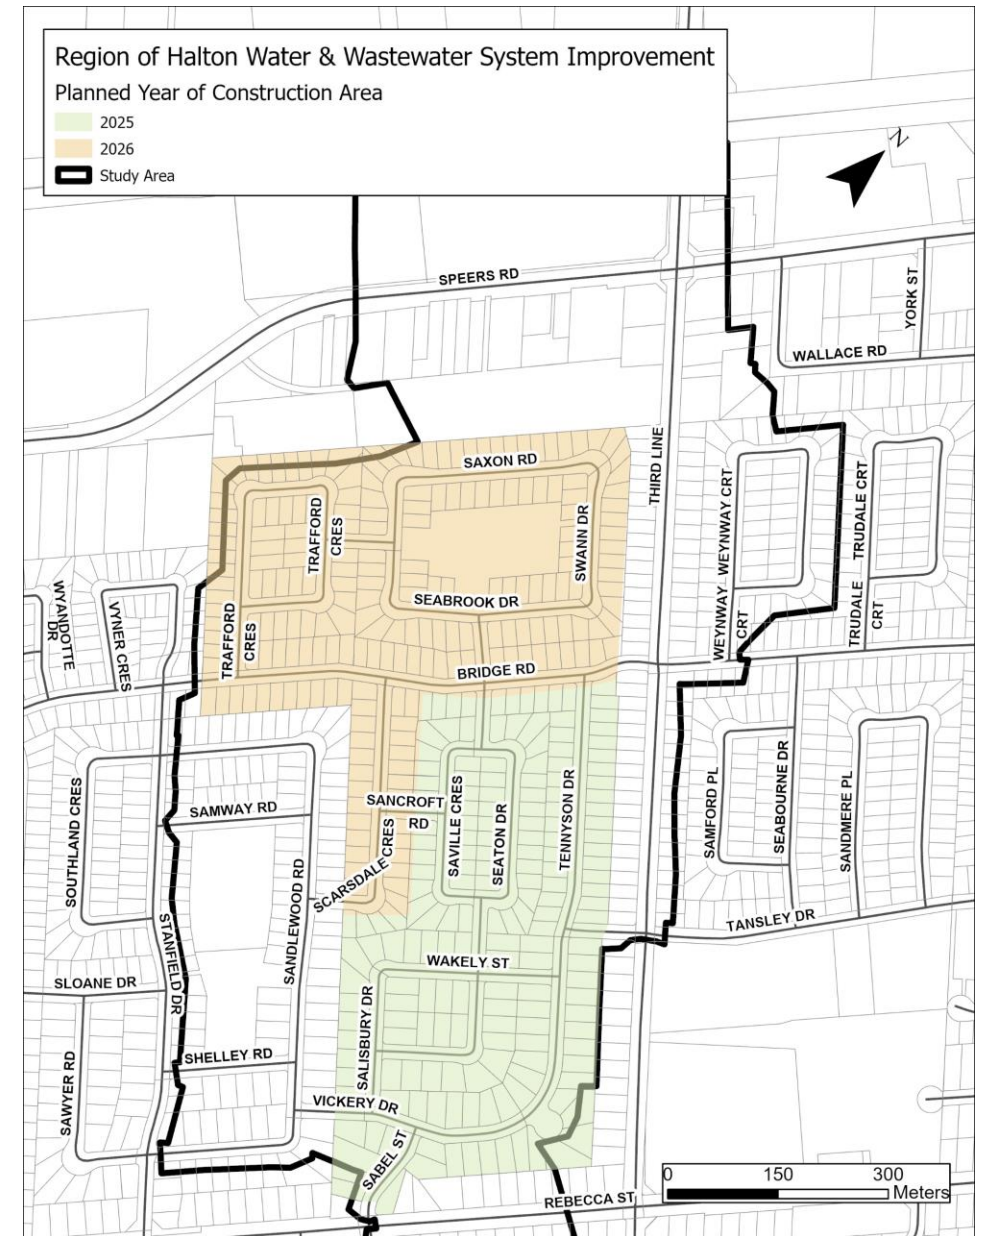 Region of Halton Water & Wastewater System Improvement
Planned Year of Construction Area
2025
2026
Study Area
N
SPEERS RD
YORK ST
WALLACE RD
SAXON RD
THIRD LINE
TRAFFORD
CRES
SWANN DR
WEYNWAY CRT
TRUDALE CRT
SEABROOK DR
WYANDOTTE
DR
VYNER CRES
TRAFFORD
CRES
WEYNWAY
CRT
TRUDALE
CRT
BRIDGE RD
SOUTHLAND CRES
SAMWAY RD
SANCROFT
RD
SCARSDALE
CRES
SAVILLE CRES
SEATON DR
TENNYSON DR
SAMFORD PL
SEABOURNE DR
SANDMERE PL
SANDLEWOOD RD
STANFIELD DR
TANSLEY DR
WAKELY ST
SLOANE DR
SALISBURY DR
SAWYER RD
SHELLEY RD
VICKERY DR
SABEL ST
REBECCA ST
0 150 300
Meters